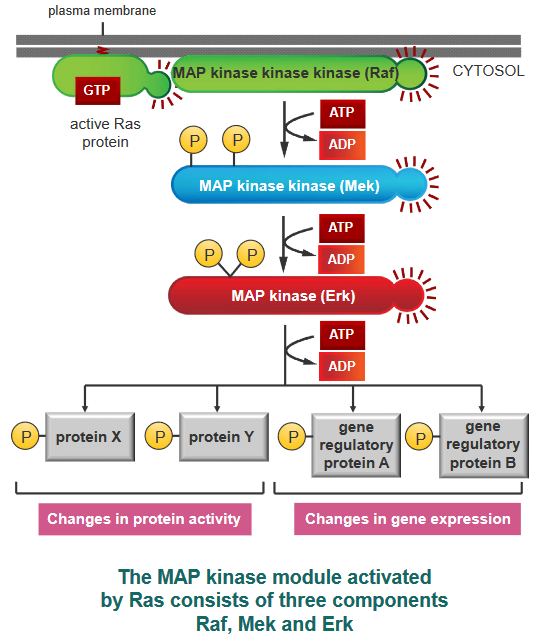 plasma membrane
MAP kinase kinase kinase (Raf)
CYTOSOL
GTP
active Ras
protein
ATP
ADP
P
P
MAP kinase kinase (Mek)
ATP
ADP
P
P
MAP kinase (Erk)
ATP
ADP
P
protein X
P
protein Y
P
gene
regulatory
protein A
P
gene
regulatory
protein B
Changes in protein activity
Changes in gene expression
The MAP kinase module activated
by Ras consists of three components
Raf, Mek and Erk